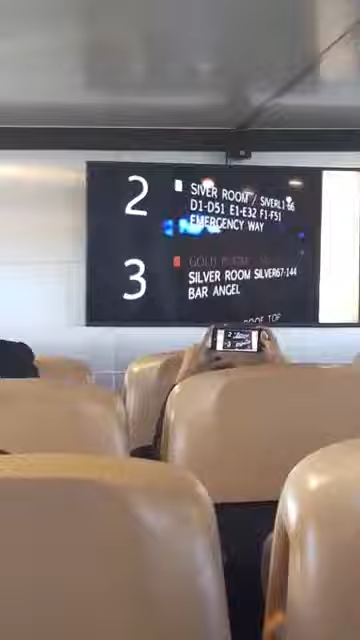 2
SIVER ROOM / SIVERL1-66
D1-D51 E1-E32 F1-F51
EMERGENCY WAY
3
GOLD ROOM
SILVER ROOM SILVER67-144
BAR ANGEL
ROOF TOP